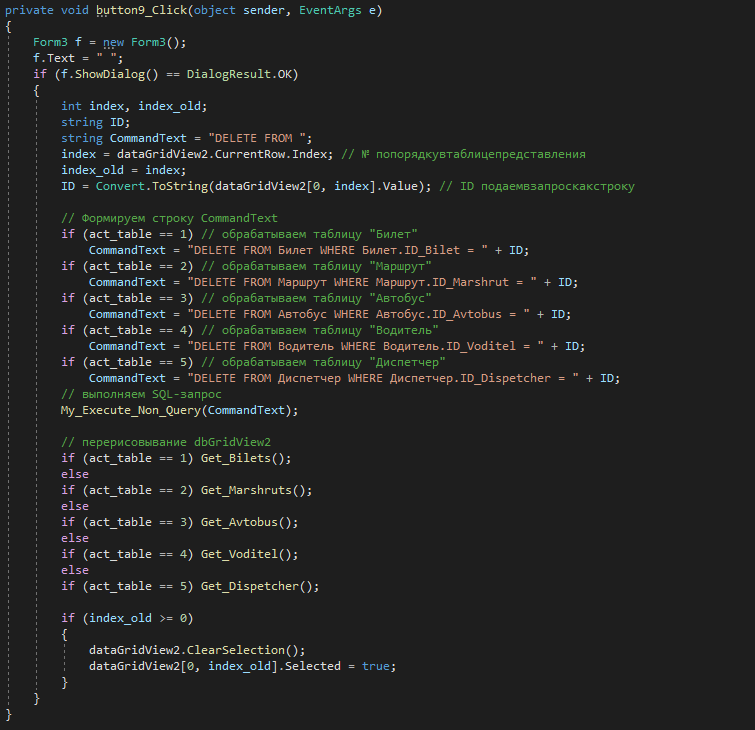 private void button9_Click(object sender, EventArgs e)
{
Form3 f = new Form3();
f.Text = " ";
if (f.ShowDialog() == DialogResult.OK)
{
int index, index_old;
string ID;
string CommandText = "DELETE FROM ";
index = dataGridView2.CurrentRow.Index; // № попорядкувтаблицепредставления
index_old = index;
ID = Convert.ToString(dataGridView2[0, index].Value); // ID подаемвзапроскакстроку
// Формируем строку CommandText
if (act_table == 1) // обрабатываем таблицу "Билет"
CommandText = "DELETE FROM Билет WHERE Билет.ID_Bilet = " + ID;
if (act_table == 2) // обрабатываем таблицу "Маршрут"
CommandText = "DELETE FROM Маршрут WHERE Маршрут.ID_Marshrut = " + ID;
if (act_table == 3) // обрабатываем таблицу "Автобус"
CommandText = "DELETE FROM Автобус WHERE Автобус.ID_Avtobus = " + ID;
if (act_table == 4) // обрабатываем таблицу "Водитель"
CommandText = "DELETE FROM Водитель WHERE Водитель.ID_Voditel = " + ID;
if (act_table == 5) // обрабатываем таблицу "Диспетчер"
CommandText = "DELETE FROM Диспетчер WHERE Диспетчер.ID_Dispetcher = " + ID;
// выполняем SQL-запрос
My_Execute_Non_Query(CommandText);
// перерисовывание dbGridView2
if (act_table == 1) Get_Bilets();
else
if (act_table == 2) Get_Marshruts();
else
if (act_table == 3) Get_Avtobus();
else
if (act_table == 4) Get_Voditel();
else
if (act_table == 5) Get_Dispetcher();
if (index_old >= 0)
{
dataGridView2.ClearSelection();
dataGridView2[0, index_old].Selected = true;
}
}
}